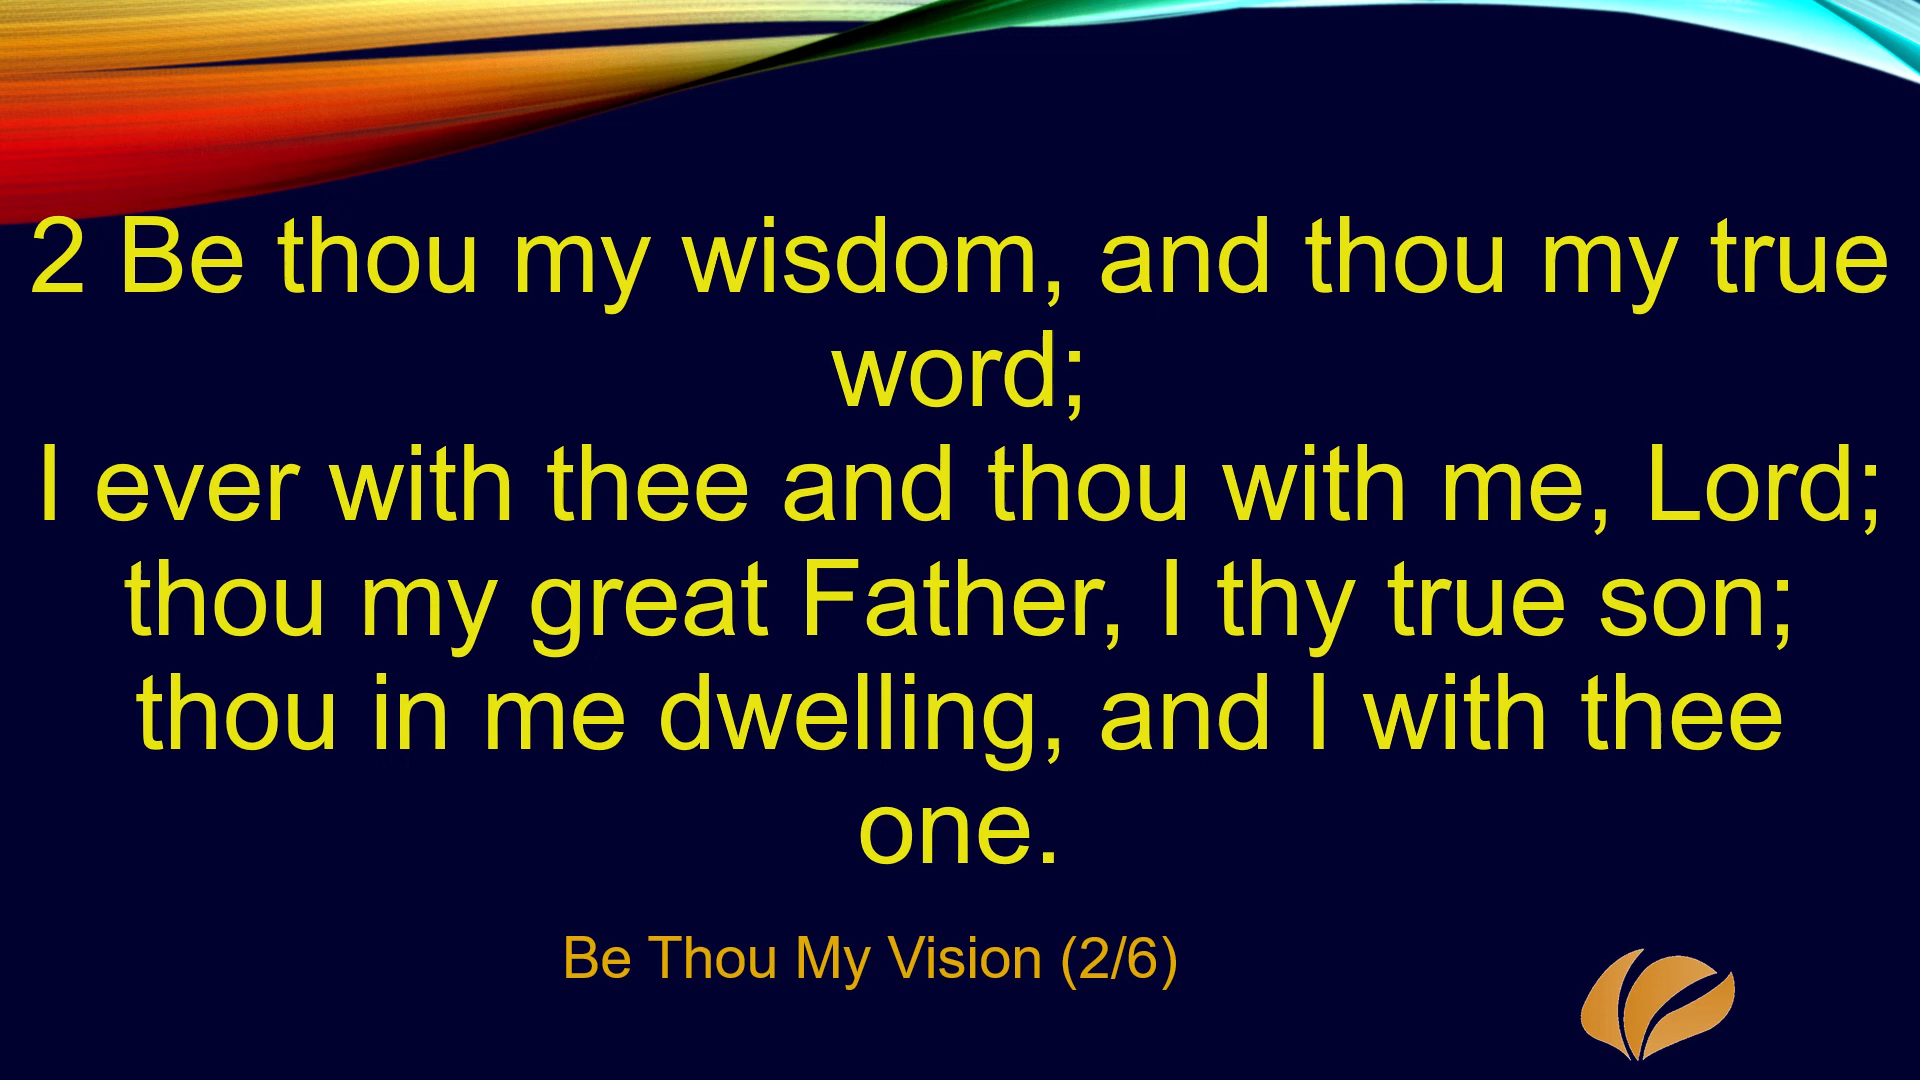 2 Be thou my wisdom, and thou my true
word;
I ever with thee and thou with me, Lord;
thou my great Father, I thy true son;
thou in me dwelling, and I with thee
one.
Be Thou My Vision (2/6)